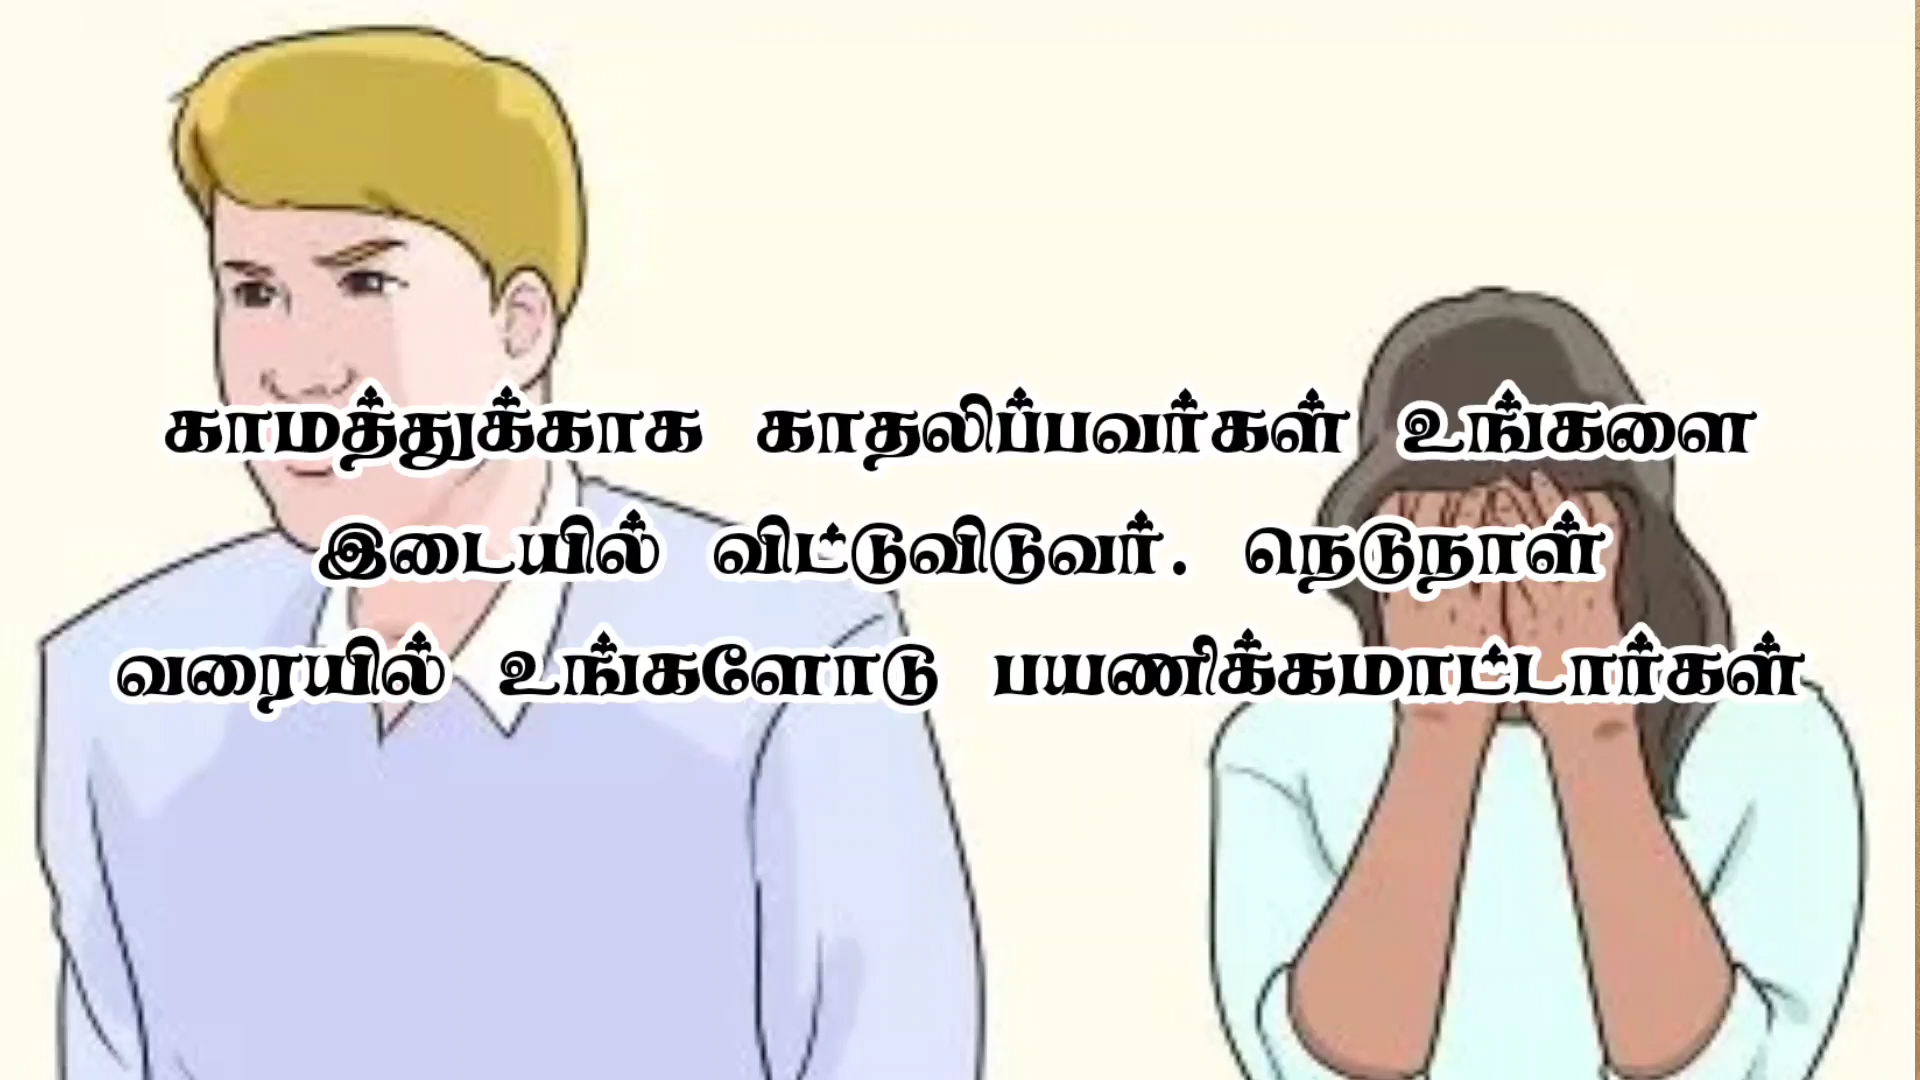 காமத்துக்காக காதலிப்பவர்கள் உங்களை
இடையில் விட்டுவிடுவர். நெடுநாள்
வரையில் உங்களோடு பயணிக்கமாட்டார்கள்